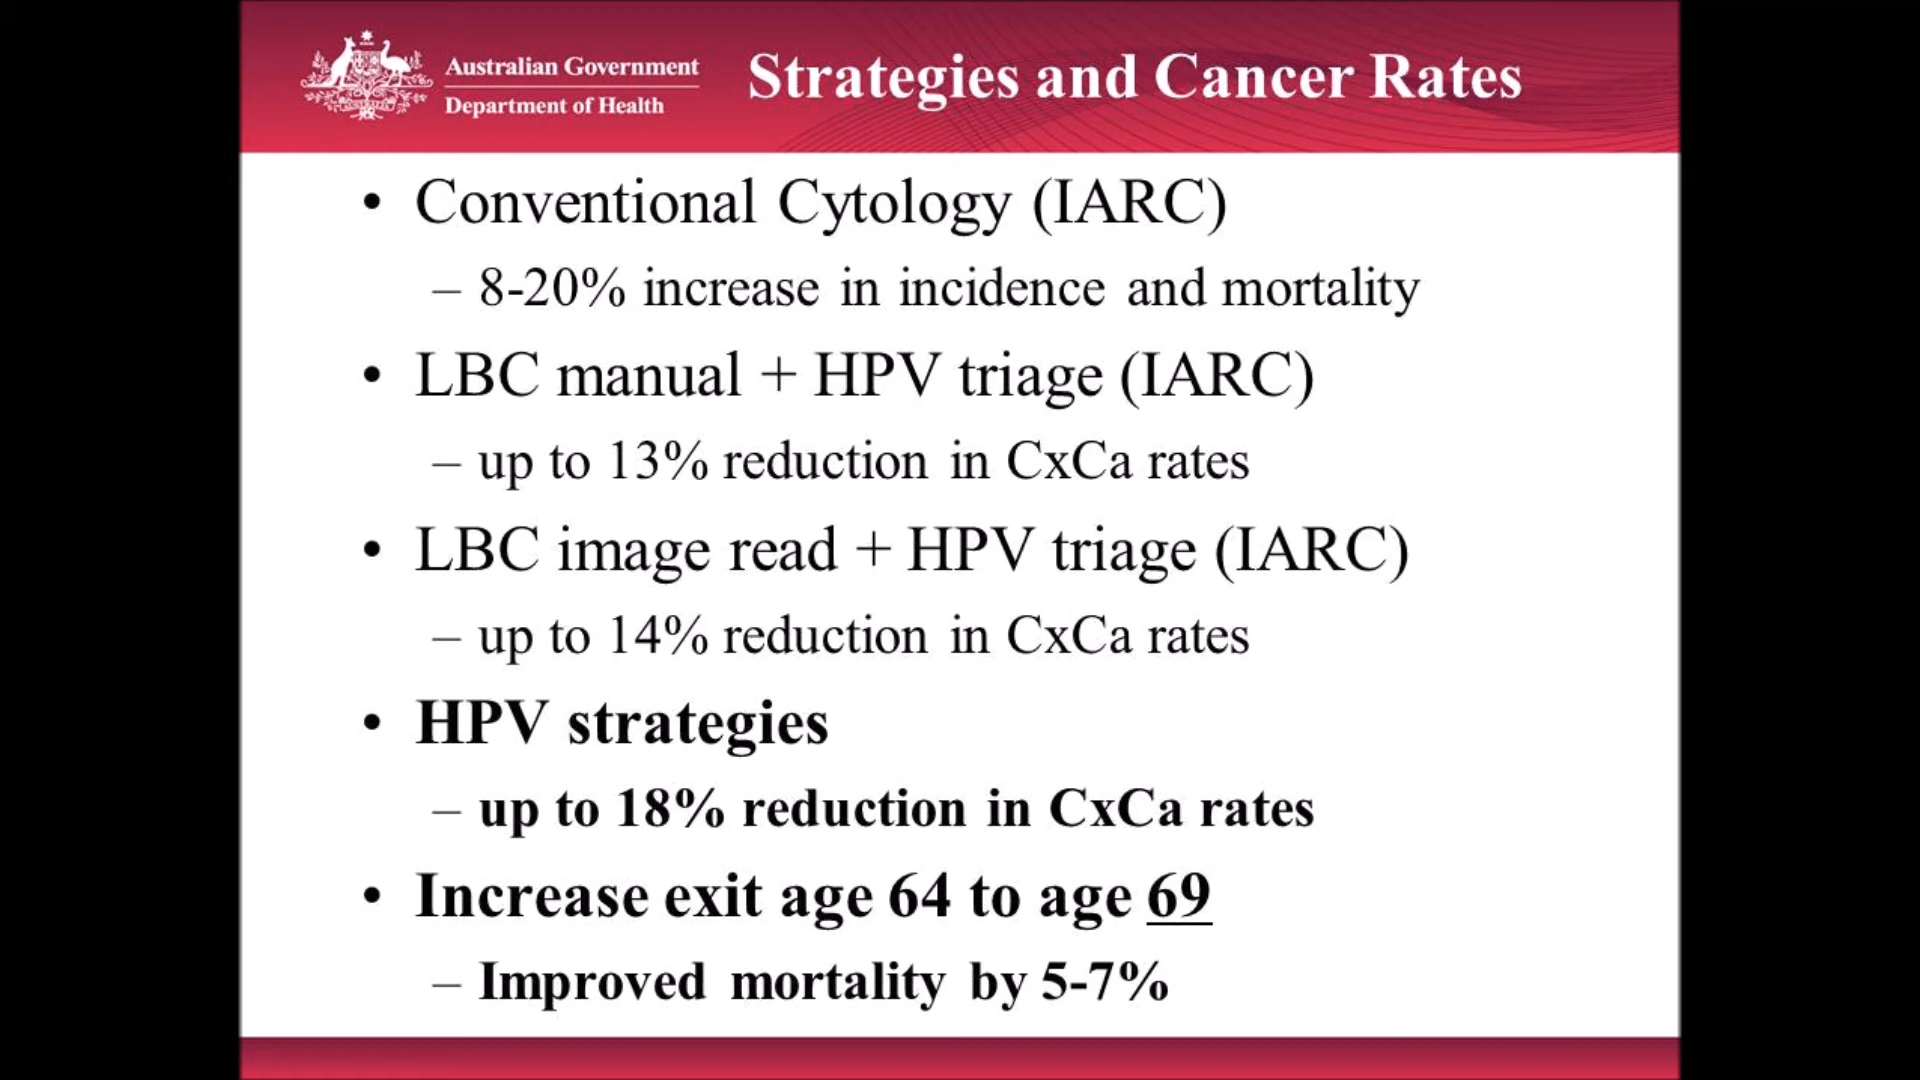 Australian Government
Department of Health
Strategies and Cancer Rates
• Conventional Cytology (IARC)
– 8-20% increase in incidence and mortality
• LBC manual + HPV triage (IARC)
– up to 13% reduction in CxCa rates
• LBC image read + HPV triage (IARC)
– up to 14% reduction in CxCa rates
• HPV strategies
– up to 18% reduction in CxCa rates
• Increase exit age 64 to age 69
– Improved mortality by 5-7%